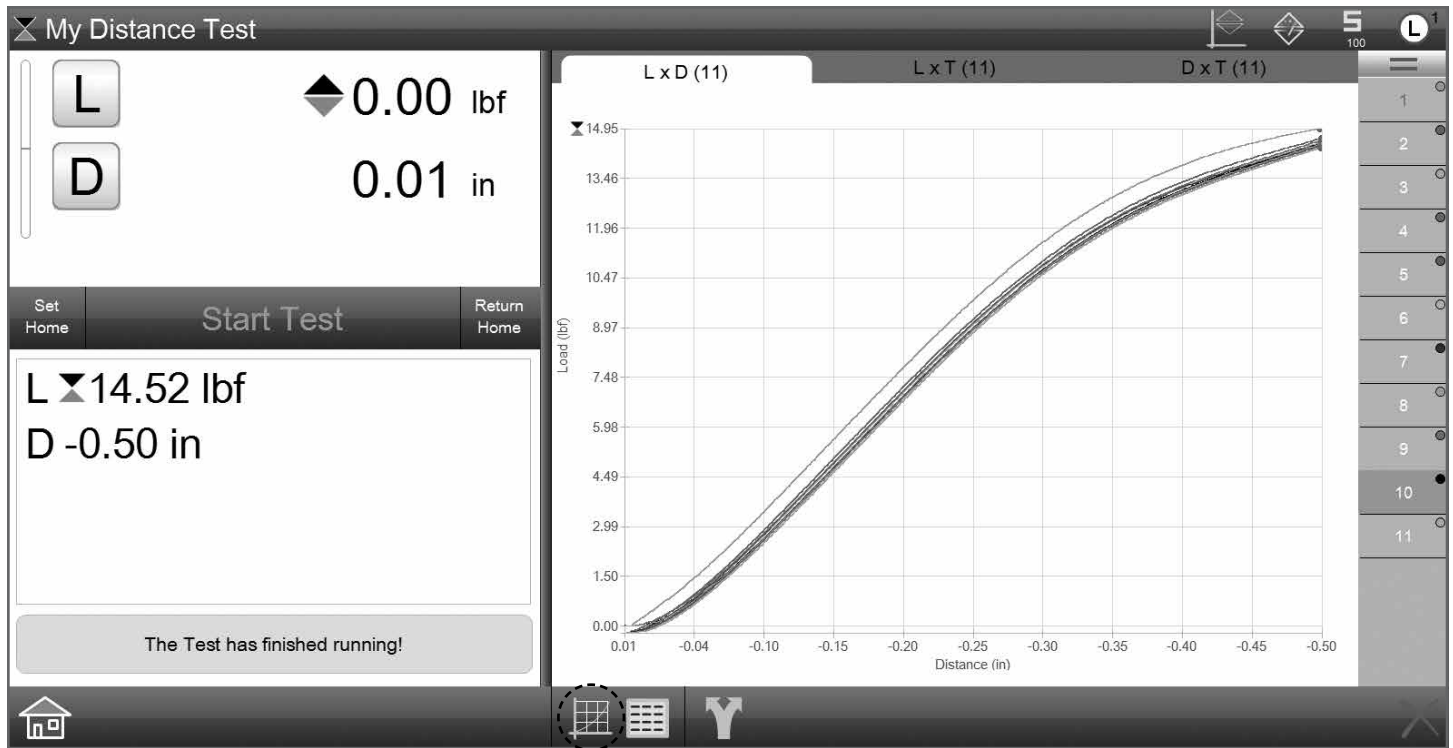 My Distance Test
100
L
1
L
0.00 lbf
D
0.01 in
Set
Home
Start Test
Return
Home
L 14.52 lbf
D -0.50 in
The Test has finished running!
L x D (11)
L x T (11)
D x T (11)
14.95
13.46
11.96
10.47
8.97
7.48
5.98
4.49
2.99
1.50
0.00
Load (lbf)
0.01
-0.04
-0.10
-0.15
-0.20
-0.25
-0.30
-0.35
-0.40
-0.45
-0.50
Distance (in)
1
2
3
4
5
6
7
8
9
10
11